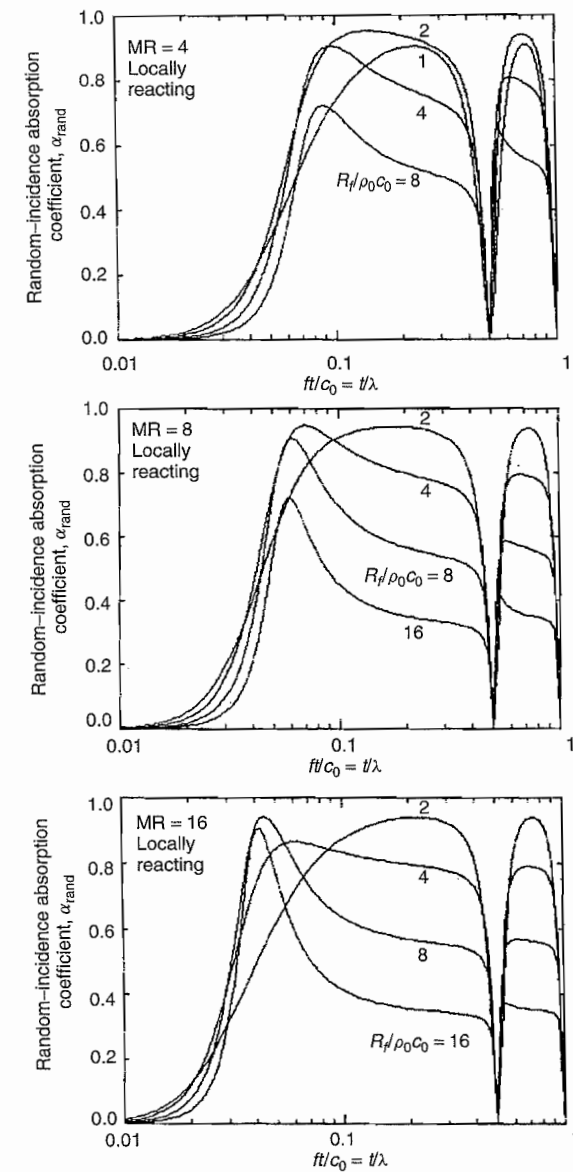 Random–incidence absorption
coefficient, αrand
1.0
0.8
0.6
0.4
0.2
0.0
MR = 4
Locally
reacting
2
1
4
Rf/ρ0c0 = 8
0.01
0.1
1
ft/c0 = t/λ
Random–incidence absorption
coefficient, αrand
1.0
0.8
0.6
0.4
0.2
0.0
MR = 8
Locally
reacting
2
4
Rf/ρ0c0 = 8
16
0.01
0.1
1
ft/c0 = t/λ
Random–incidence absorption
coefficient, αrand
1.0
0.8
0.6
0.4
0.2
0.0
MR = 16
Locally
reacting
2
4
8
Rf/ρ0c0 = 16
0.01
0.1
1
ft/c0 = t/λ